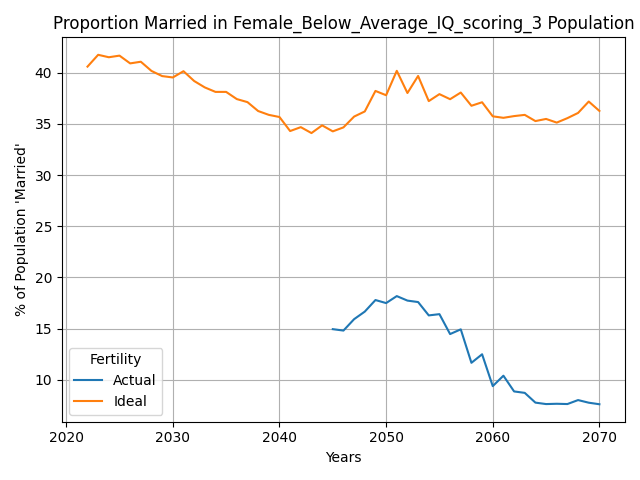 Proportion Married in Female_Below_Average_IQ_scoring_3 Population
% of Population 'Married'
40
35
30
25
20
15
10
Fertility
Actual
Ideal
2020 2030 2040 2050 2060 2070
Years